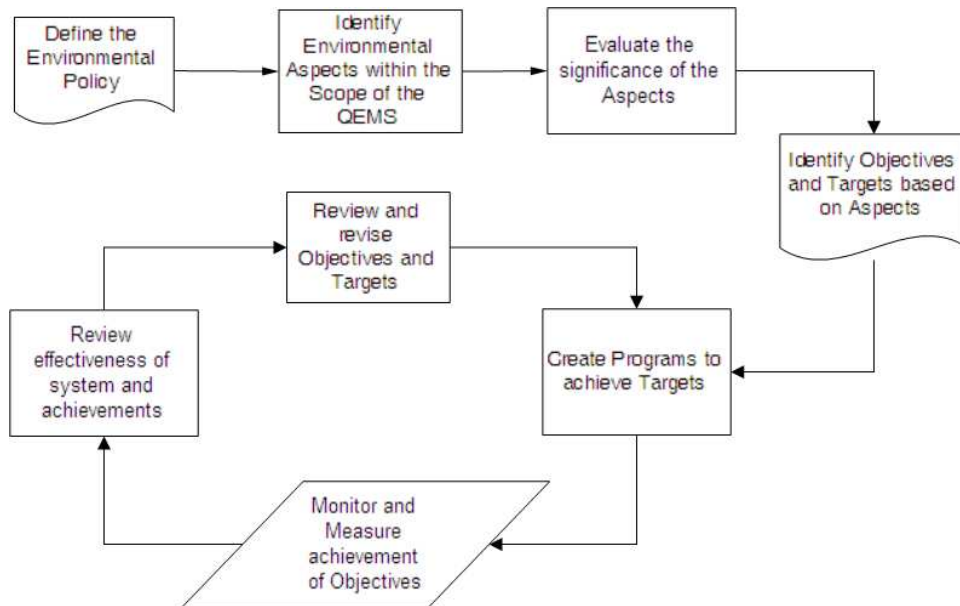 Define the
Environmental
Policy
Identify
Environmental
Aspects within the
Scope of the
QEMS
Evaluate the
significance of the
Aspects
Identify Objectives
and Targets based
on Aspects
Review and
revise
Objectives and
Targets
Review
effectiveness of
system and
achievements
Create Programs to
achieve Targets
Monitor and
Measure
achievement
of Objectives